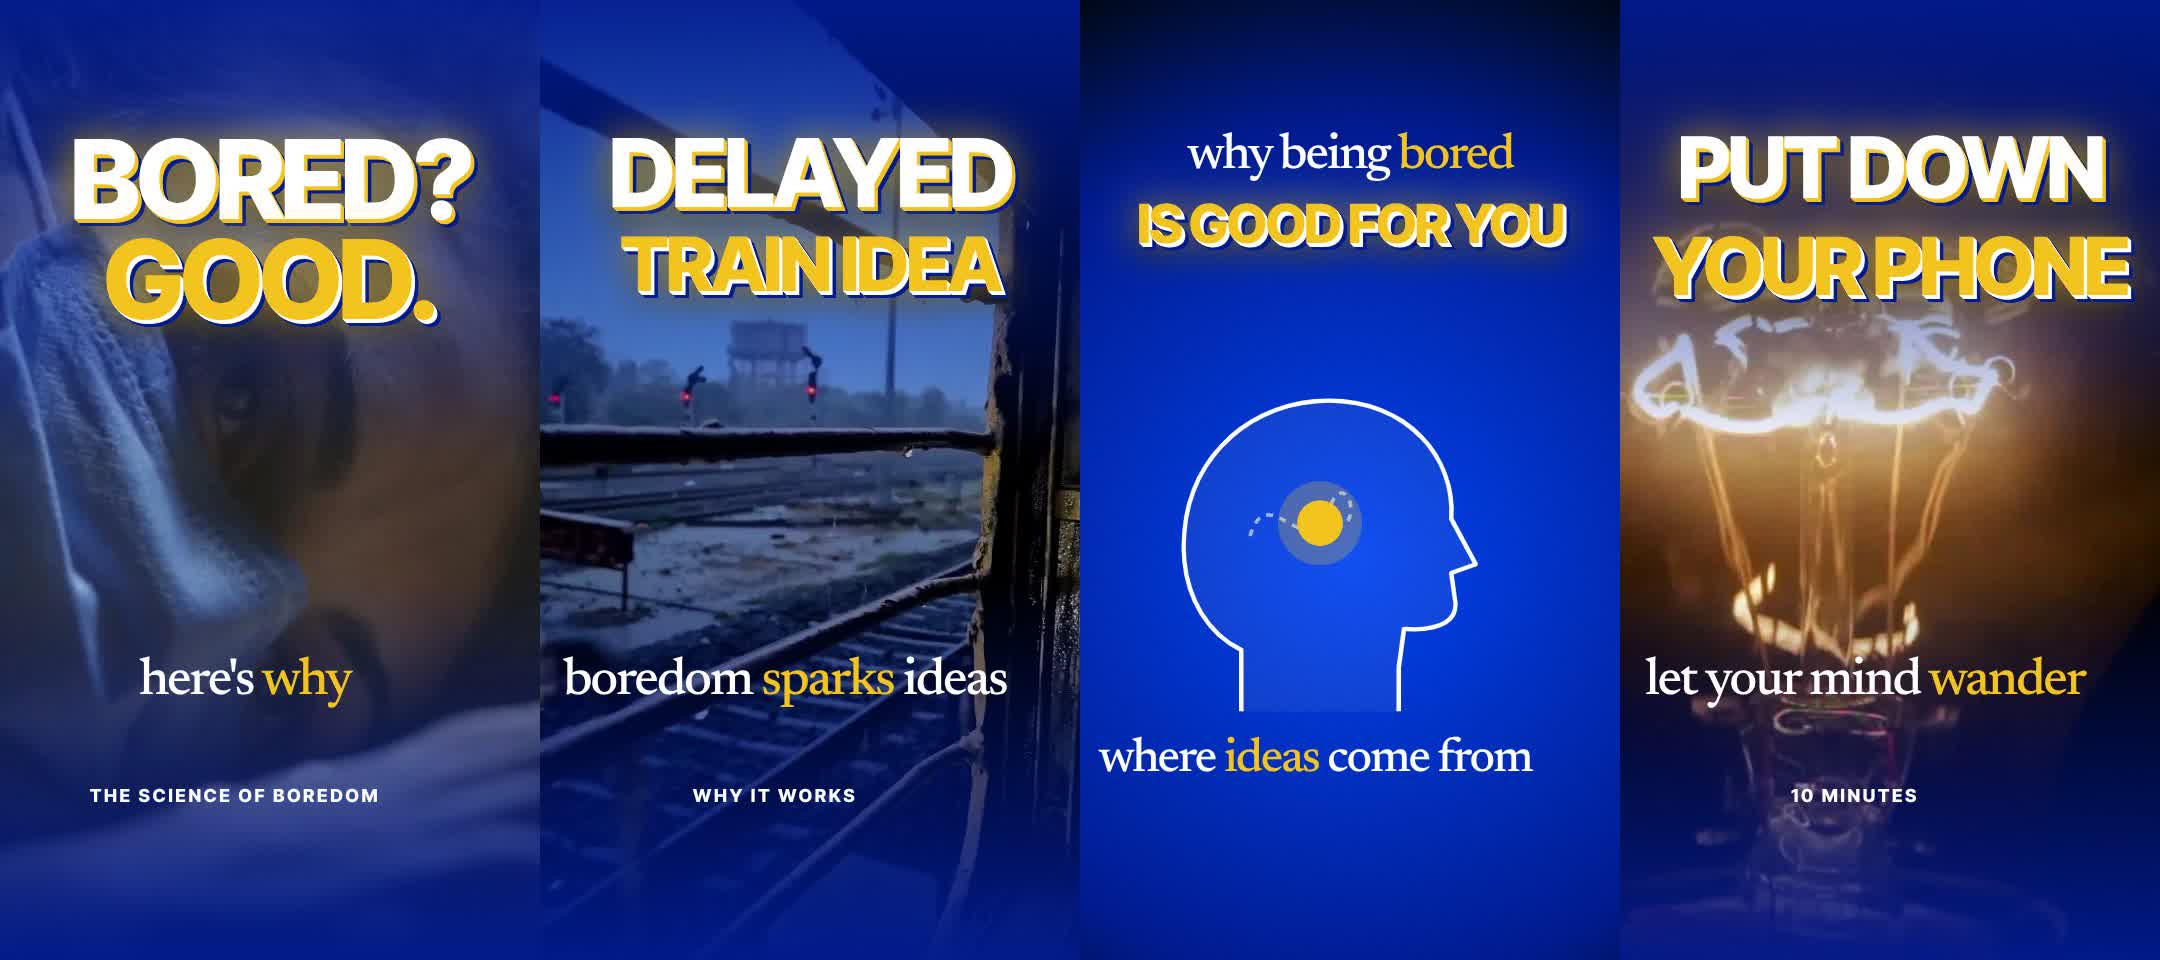 BORED?
GOOD.
here's why
THE SCIENCE OF BOREDOM
DELAYED
TRAIN IDEA
boredom sparks ideas
WHY IT WORKS
why being bored
IS GOOD FOR YOU
where ideas come from
PUT DOWN
YOUR PHONE
let your mind wander
10 MINUTES